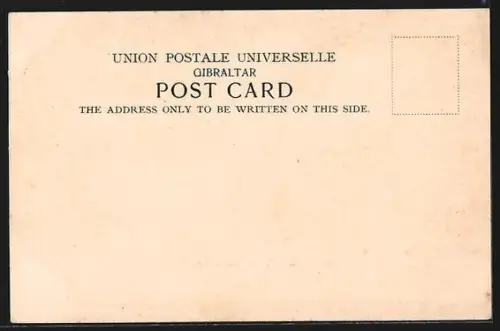 UNION POSTALE UNIVERSELLE
GIBRALTAR
POST CARD
THE ADDRESS ONLY TO BE WRITTEN ON THIS SIDE.